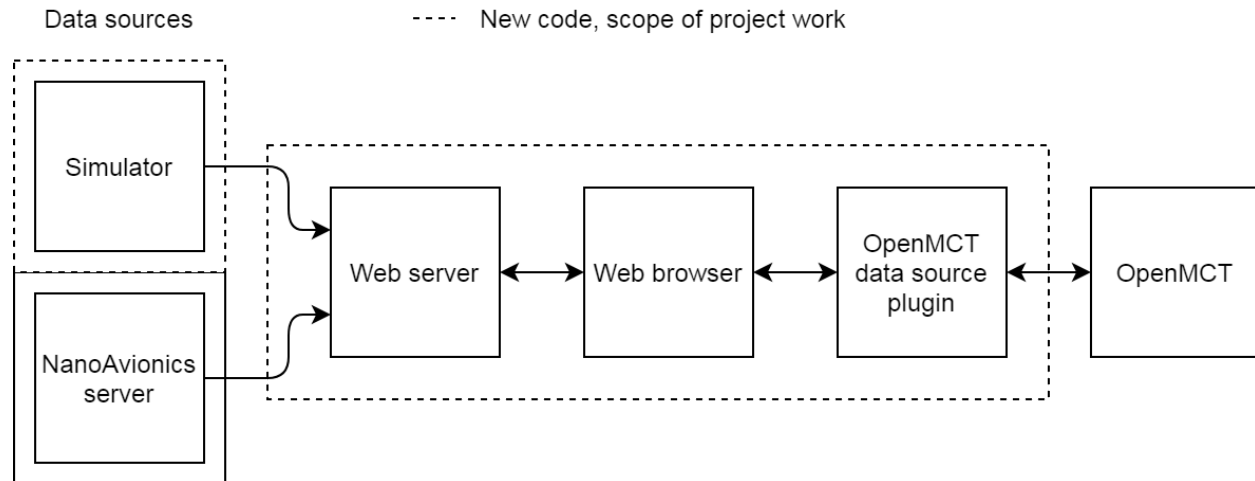 Data sources
New code, scope of project work
Simulator
Web server
Web browser
OpenMCT
data source
plugin
OpenMCT
NanoAvionics
server